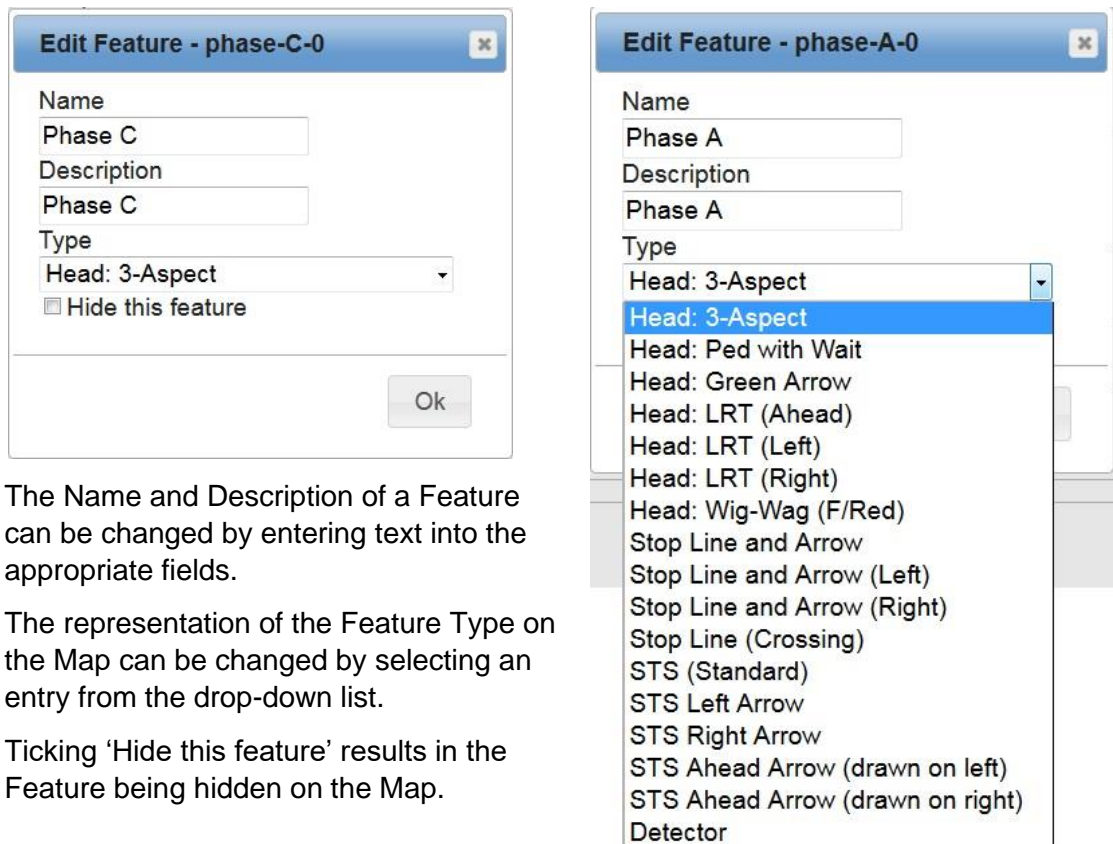 Edit Feature - phase-C-0
Name
Phase C
Description
Phase C
Type
Head: 3-Aspect
Hide this feature
Ok
The Name and Description of a Feature
can be changed by entering text into the
appropriate fields.
The representation of the Feature Type on
the Map can be changed by selecting an
entry from the drop-down list.
Ticking ‘Hide this feature’ results in the
Feature being hidden on the Map.
Edit Feature - phase-A-0
Name
Phase A
Description
Phase A
Type
Head: 3-Aspect
Head: 3-Aspect
Head: Ped with Wait
Head: Green Arrow
Head: LRT (Ahead)
Head: LRT (Left)
Head: LRT (Right)
Head: Wig-Wag (F/Red)
Stop Line and Arrow
Stop Line and Arrow (Left)
Stop Line and Arrow (Right)
Stop Line (Crossing)
STS (Standard)
STS Left Arrow
STS Right Arrow
STS Ahead Arrow (drawn on left)
STS Ahead Arrow (drawn on right)
Detector